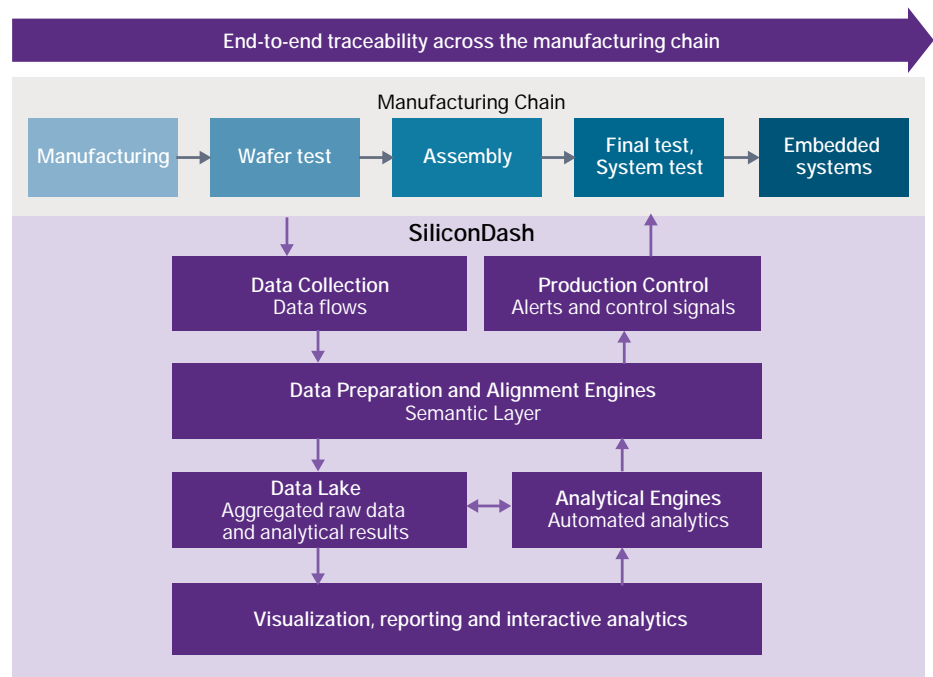 End-to-end traceability across the manufacturing chain
Manufacturing Chain
Manufacturing
Wafer test
Assembly
Final test,
System test
Embedded
systems
SiliconDash
Data Collection
Data flows
Production Control
Alerts and control signals
Data Preparation and Alignment Engines
Semantic Layer
Data Lake
Aggregated raw data
and analytical results
Analytical Engines
Automated analytics
Visualization, reporting and interactive analytics